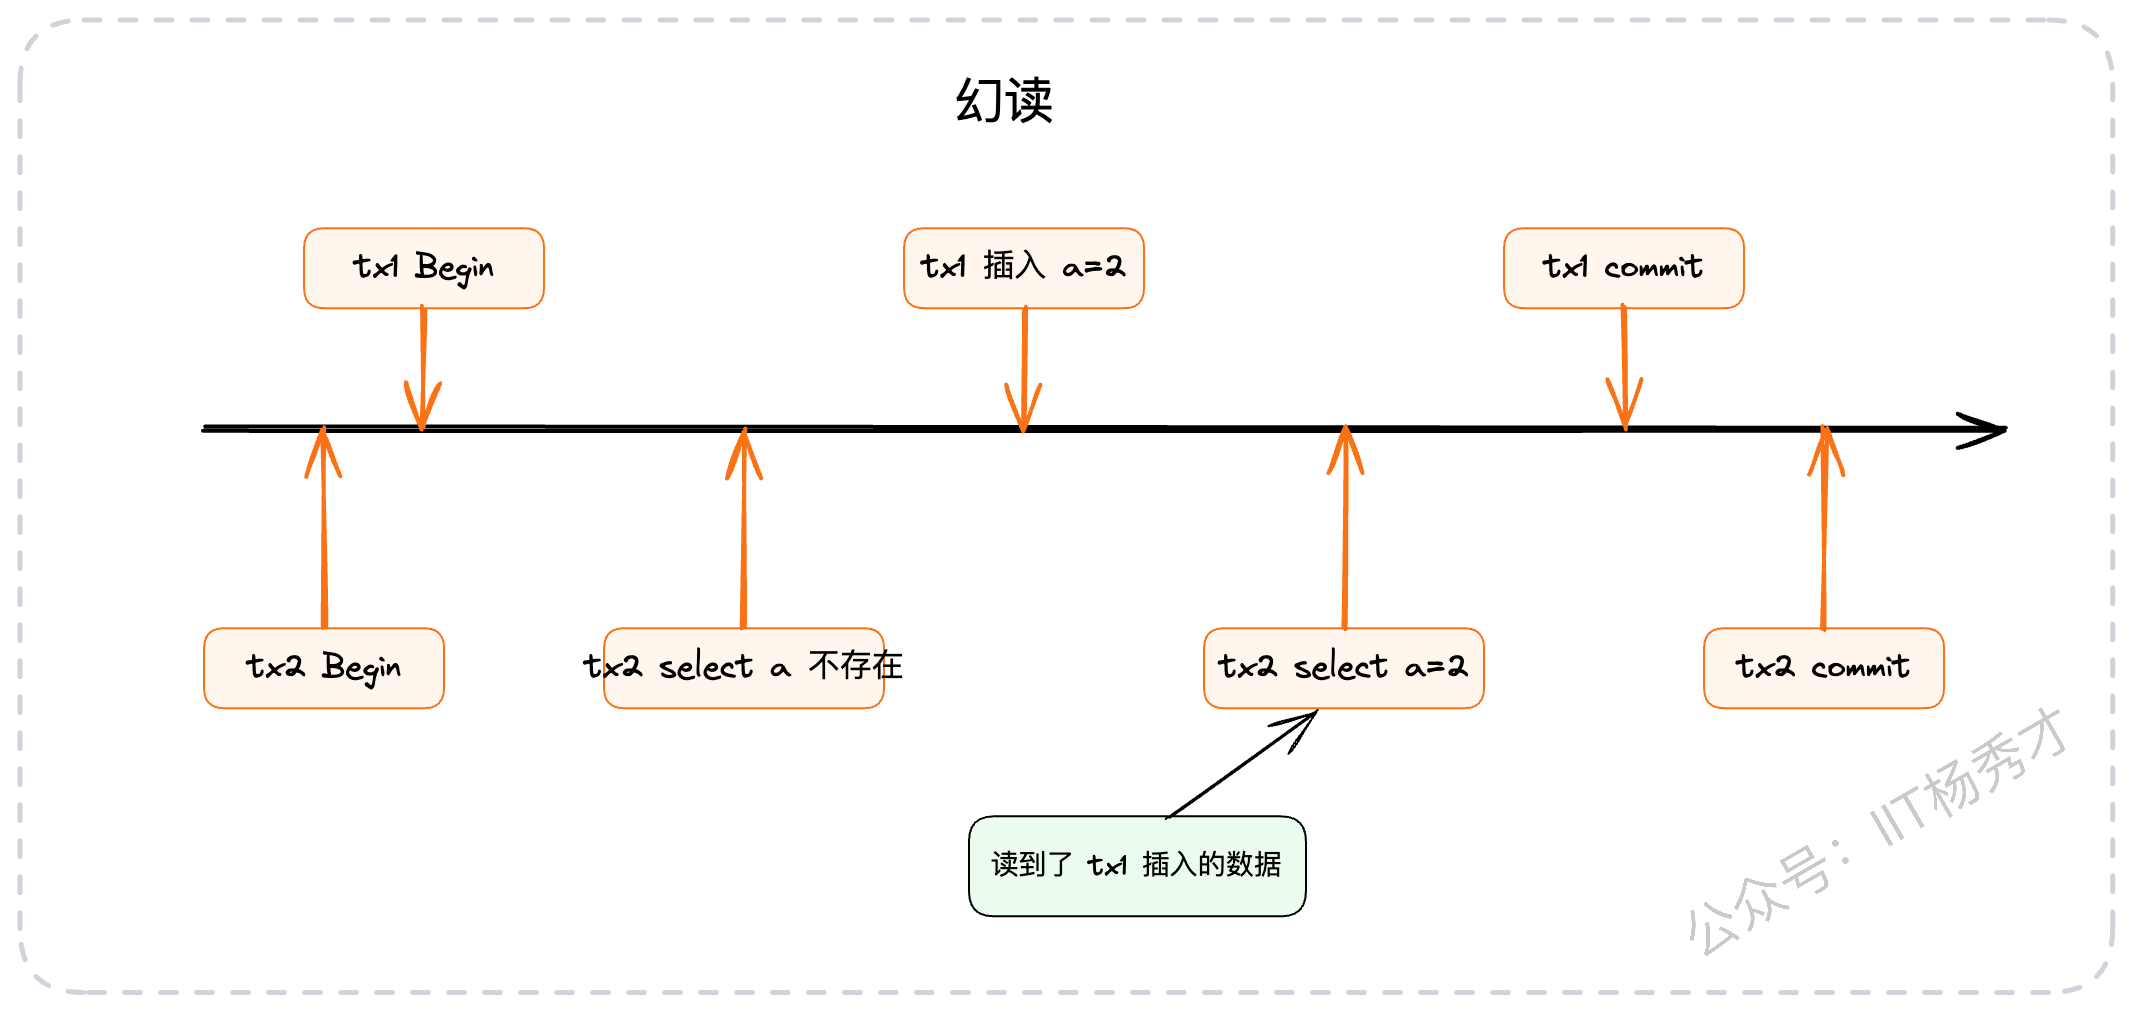 幻读
tx1 Begin
tx1 插入 a=2
tx1 commit
tx2 Begin
tx2 select a 不存在
tx2 select a=2
tx2 commit
读到了 tx1 插入的数据
公众号：IIT杨秀才